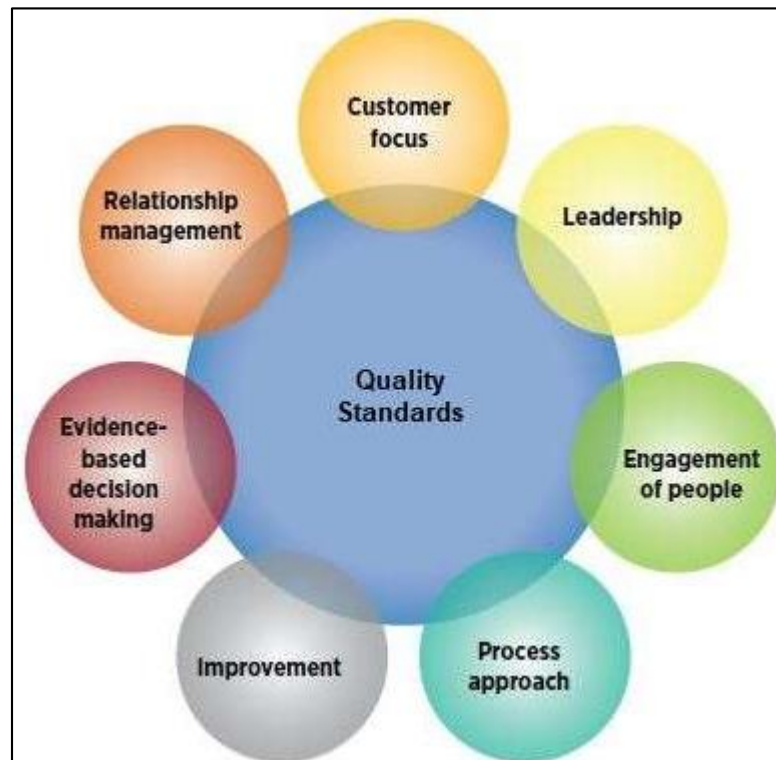 Customer
focus
Leadership
Engagement
of people
Process
approach
Improvement
Evidence-
based
decision
making
Relationship
management
Quality
Standards